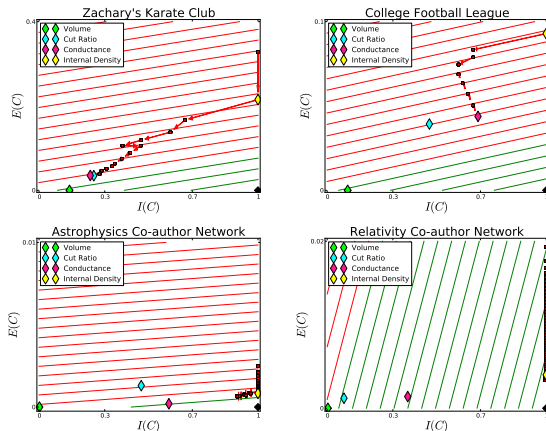 Zachary's Karate Club
0.4
Volume
Cut Ratio
Conductance
Internal Density
E(C)
0
0 0.3 0.7 1
I(C)
College Football League
0.1
Volume
Cut Ratio
Conductance
Internal Density
E(C)
0
0 0.3 0.7 1
I(C)
Astrophysics Co-author Network
0.01
Volume
Cut Ratio
Conductance
Internal Density
E(C)
0
0 0.3 0.7 1
I(C)
Relativity Co-author Network
0.02
Volume
Cut Ratio
Conductance
Internal Density
E(C)
0
0 0.3 0.7 1
I(C)